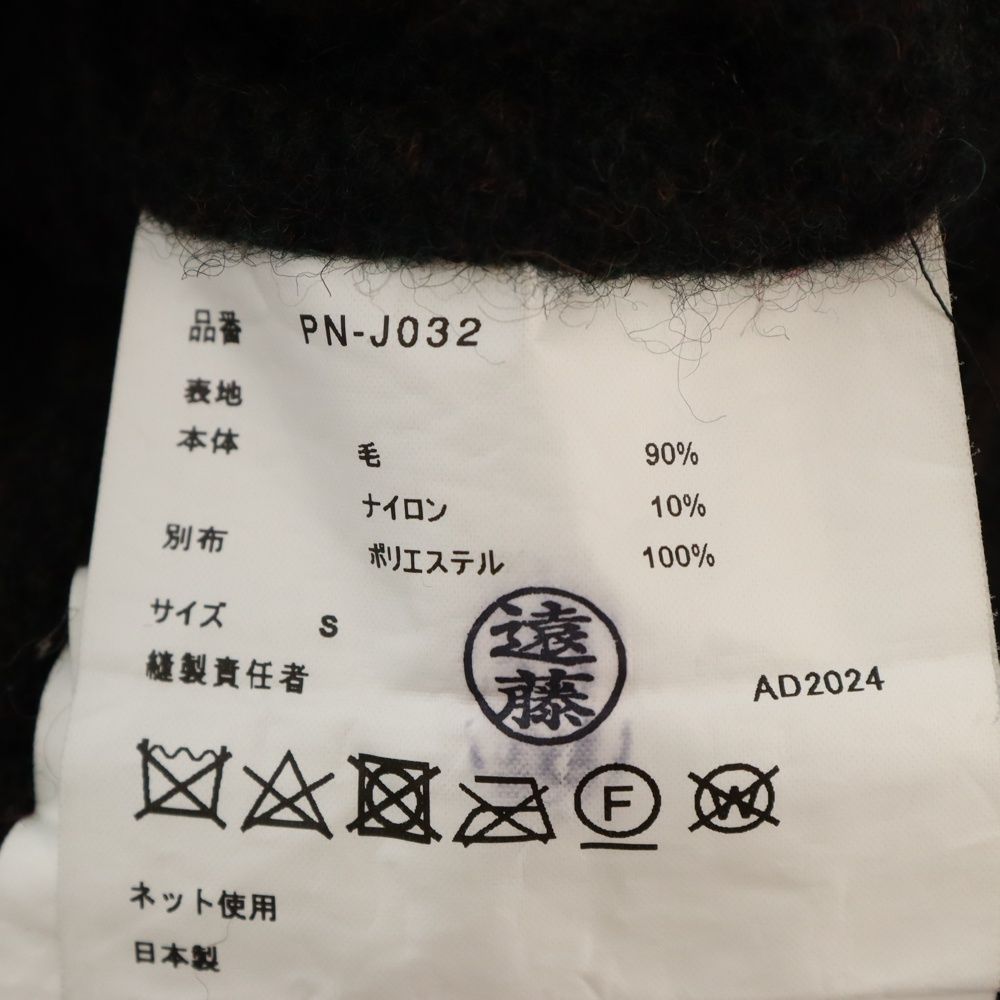 品番 PN-J032
表地
本体 毛 90%
ナイロン 10%
別布 ポリエステル 100%
サイズ S
縫製責任者 遠藤 AD2024
F W
ネット使用
日本製